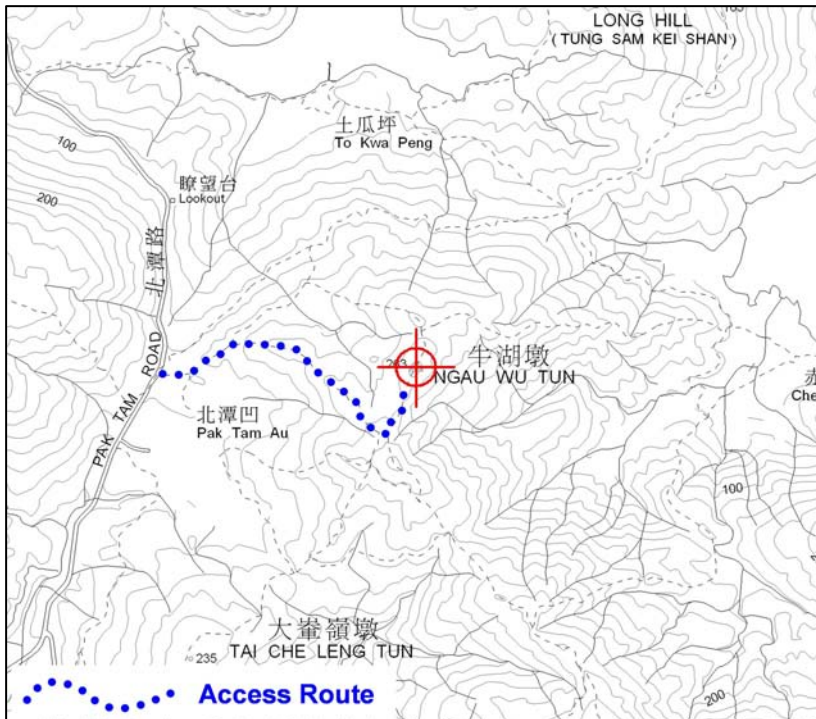 LONG HILL
(TUNG SAM KEI SHAN)
土瓜坪
To Kwa Peng
100
瞭望台
Lookout
200
北潭路
PAK TAM ROAD
牛湖墩
NGAU WU TUN
北潭凹
Pak Tam Au
赤
Che
100
大輋嶺墩
TAI CHE LENG TUN
235
200
Access Route